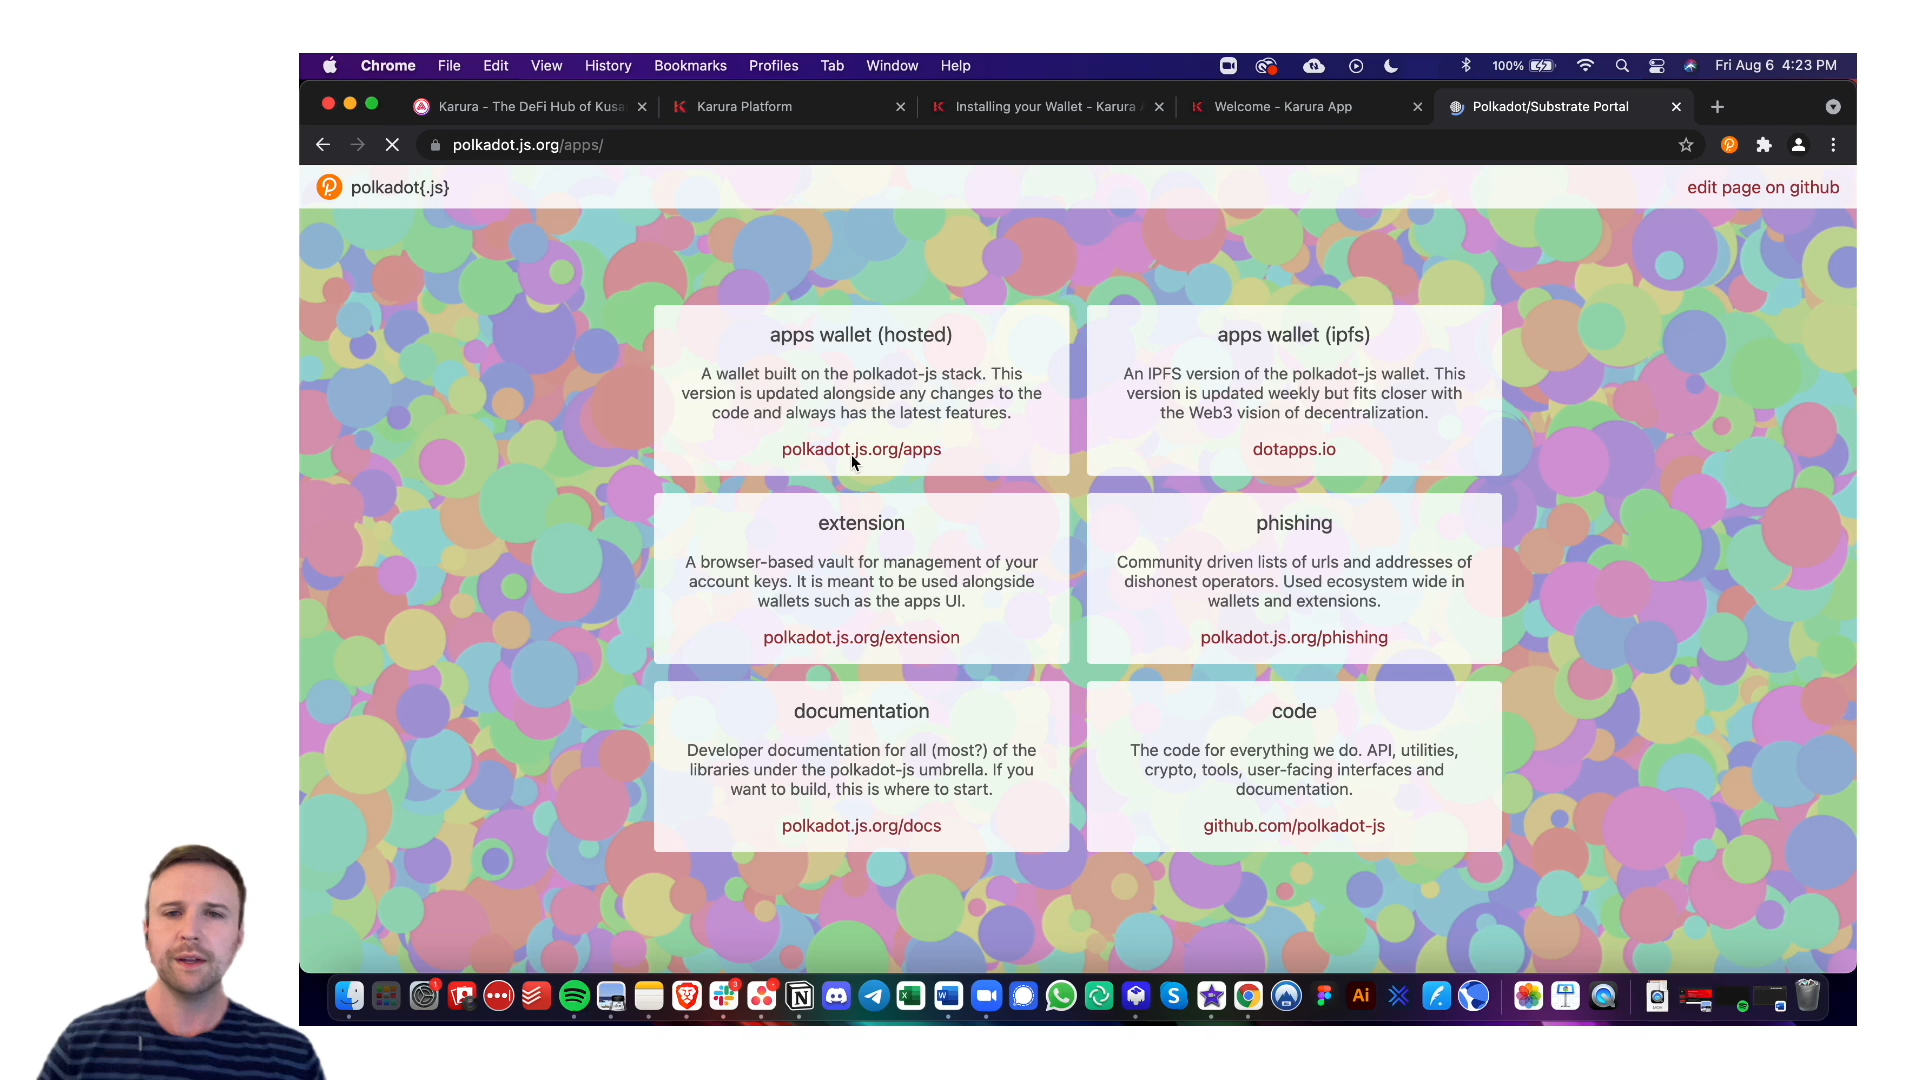 Chrome File Edit View History Bookmarks Profiles Tab Window Help 100% Fri Aug 6 4:23 PM
Karura - The DeFi Hub of Kusa Karura Platform Installing your Wallet - Karura Welcome - Karura App Polkadot/Substrate Portal
polkadot.js.org/apps/
polkadot{.js} edit page on github
apps wallet (hosted)
A wallet built on the polkadot-js stack. This
version is updated alongside any changes to the
code and always has the latest features.
polkadot.js.org/apps
apps wallet (ipfs)
An IPFS version of the polkadot-js wallet. This
version is updated weekly but fits closer with
the Web3 vision of decentralization.
dotapps.io
extension
A browser-based vault for management of your
account keys. It is meant to be used alongside
wallets such as the apps UI.
polkadot.js.org/extension
phishing
Community driven lists of urls and addresses of
dishonest operators. Used ecosystem wide in
wallets and extensions.
polkadot.js.org/phishing
documentation
Developer documentation for all (most?) of the
libraries under the polkadot-js umbrella. If you
want to build, this is where to start.
polkadot.js.org/docs
code
The code for everything we do. API, utilities,
crypto, tools, user-facing interfaces and
documentation.
github.com/polkadot-js